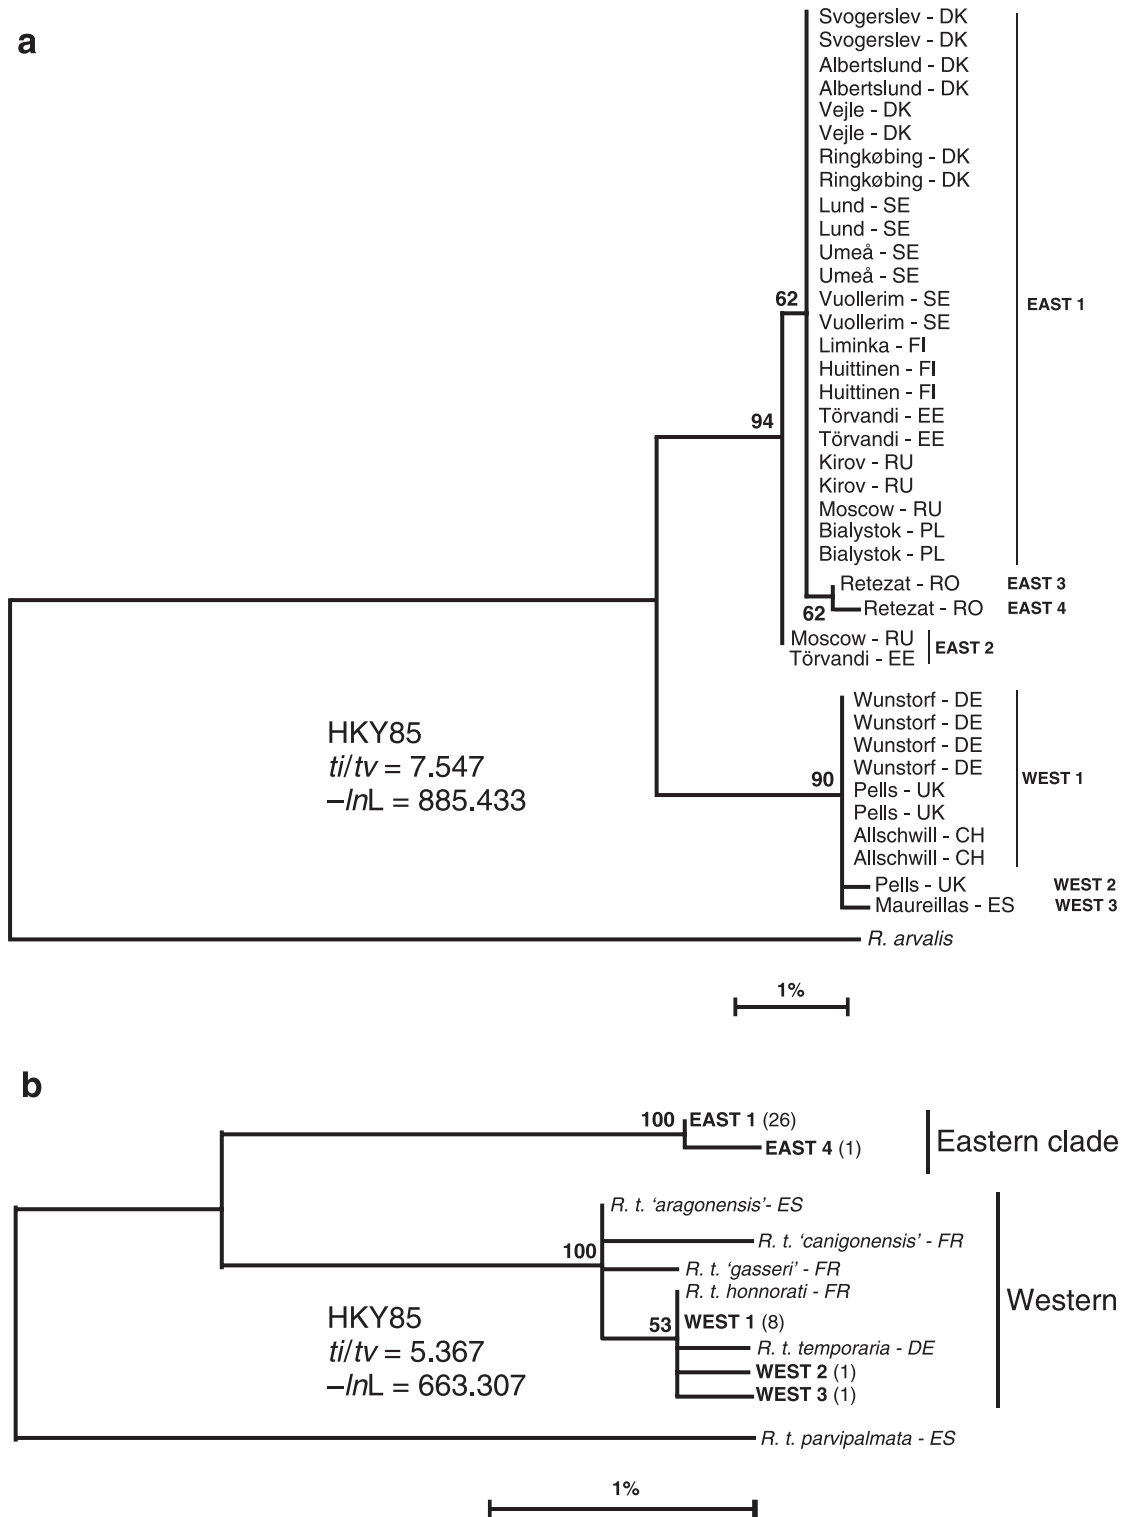 a
Svogerslev - DK
Svogerslev - DK
Albertslund - DK
Albertslund - DK
Vejle - DK
Vejle - DK
Ringkøbing - DK
Ringkøbing - DK
Lund - SE
Lund - SE
Umeå - SE
Umeå - SE
62
Vuollerim - SE
EAST 1
Vuollerim - SE
Liminka - FI
Huittinen - FI
Huittinen - FI
94
Törvandi - EE
Törvandi - EE
Kirov - RU
Kirov - RU
Moscow - RU
Bialystok - PL
Bialystok - PL
Retezat - RO EAST 3
62 Retezat - RO EAST 4
Moscow - RU
EAST 2
Törvandi - EE
Wunstorf - DE
Wunstorf - DE
Wunstorf - DE
Wunstorf - DE
90
WEST 1
Pells - UK
Pells - UK
Allschwill - CH
Allschwill - CH
Pells - UK WEST 2
Maureillas - ES WEST 3
R. arvalis
HKY85
ti/tv = 7.547
–lnL = 885.433
1%
b
100 EAST 1 (26)
EAST 4 (1)
Eastern clade
R. t. ‘aragonensis’- ES
R. t. ‘canigonensis’ - FR
100
R. t. ‘gasseri’ - FR
R. t. honnorati - FR
Western
53 WEST 1 (8)
R. t. temporaria - DE
WEST 2 (1)
WEST 3 (1)
R. t. parvipalmata - ES
HKY85
ti/tv = 5.367
–lnL = 663.307
1%